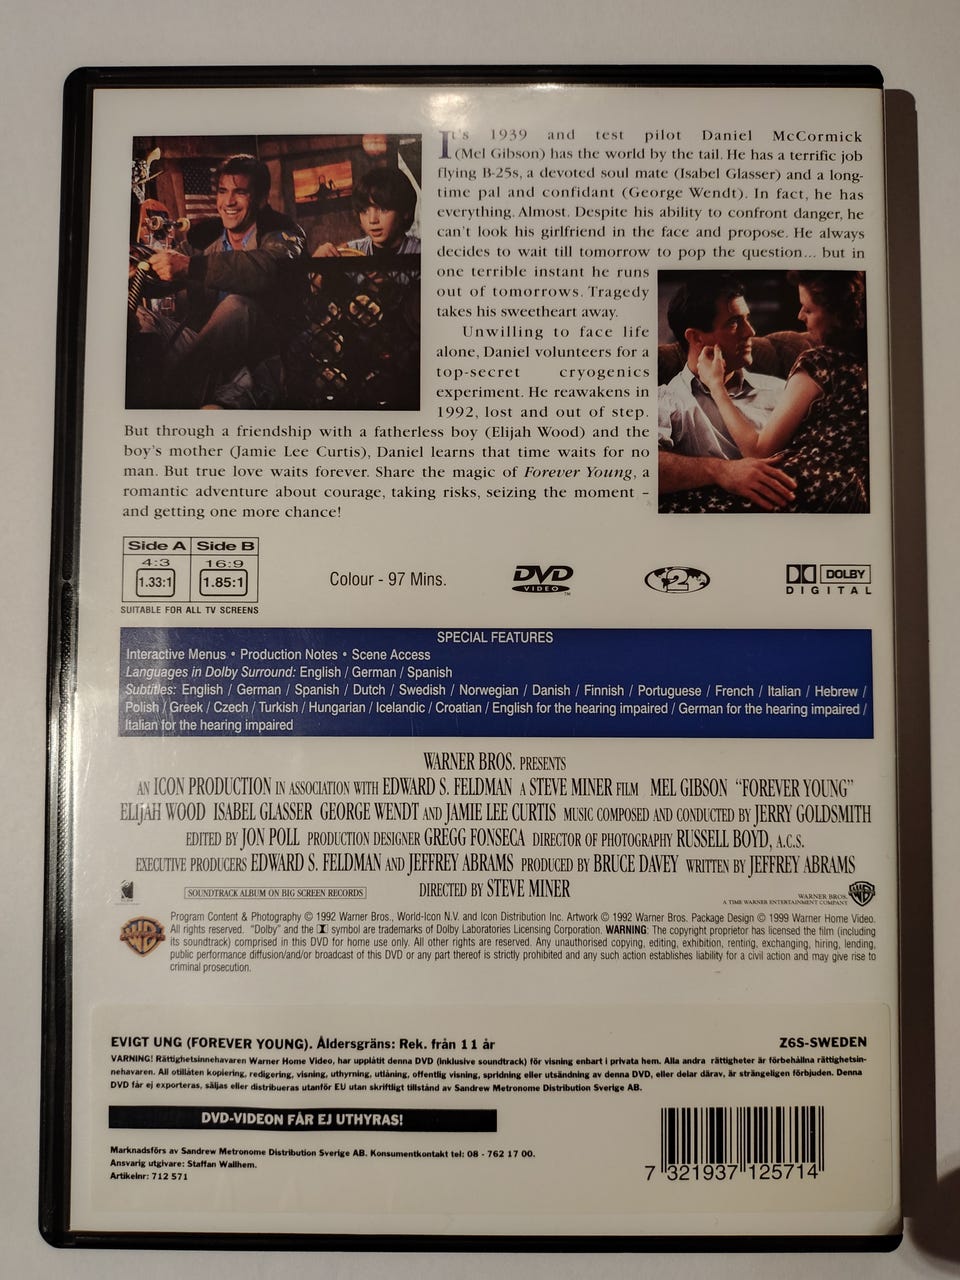 It's 1939 and test pilot Daniel McCormick
(Mel Gibson) has the world by the tail. He has a terrific job
flying B-25s, a devoted soul mate (Isabel Glasser) and a long-
time pal and confidant (George Wendt). In fact, he has
everything. Almost. Despite his ability to confront danger, he
can't look his girlfriend in the face and propose. He always
decides to wait till tomorrow to pop the question... but in
one terrible instant he runs
out of tomorrows. Tragedy
takes his sweetheart away.
Unwilling to face life
alone, Daniel volunteers for a
top-secret cryogenics
experiment. He reawakens in
1992, lost and out of step.
But through a friendship with a fatherless boy (Elijah Wood) and the
boy's mother (Jamie Lee Curtis), Daniel learns that time waits for no
man. But true love waits forever. Share the magic of Forever Young, a
romantic adventure about courage, taking risks, seizing the moment –
and getting one more chance!
Side A Side B
4:3 16:9
1.33:1 1.85:1
SUITABLE FOR ALL TV SCREENS
Colour - 97 Mins.
DVD
VIDEO
TM
2
DOLBY
DIGITAL
SPECIAL FEATURES
Interactive Menus • Production Notes • Scene Access
Languages in Dolby Surround: English / German / Spanish
Subtitles: English / German / Spanish / Dutch / Swedish / Norwegian / Danish / Finnish / Portuguese / French / Italian / Hebrew /
Polish / Greek / Czech / Turkish / Hungarian / Icelandic / Croatian / English for the hearing impaired / German for the hearing impaired /
Italian for the hearing impaired
WARNER BROS. PRESENTS
AN ICON PRODUCTION IN ASSOCIATION WITH EDWARD S. FELDMAN A STEVE MINER FILM MEL GIBSON "FOREVER YOUNG"
ELIJAH WOOD ISABEL GLASSER GEORGE WENDT AND JAMIE LEE CURTIS MUSIC COMPOSED AND CONDUCTED BY JERRY GOLDSMITH
EDITED BY JON POLL PRODUCTION DESIGNER GREGG FONSECA DIRECTOR OF PHOTOGRAPHY RUSSELL BOYD, A.C.S.
EXECUTIVE PRODUCERS EDWARD S. FELDMAN AND JEFFREY ABRAMS PRODUCED BY BRUCE DAVEY WRITTEN BY JEFFREY ABRAMS
SOUNDTRACK ALBUM ON BIG SCREEN RECORDS
DIRECTED BY STEVE MINER
WARNER BROS.
A TIME WARNER ENTERTAINMENT COMPANY
Program Content & Photography © 1992 Warner Bros., World-Icon N.V. and Icon Distribution Inc. Artwork © 1992 Warner Bros. Package Design © 1999 Warner Home Video.
All rights reserved. "Dolby" and the symbol are trademarks of Dolby Laboratories Licensing Corporation. WARNING: The copyright proprietor has licensed the film (including
its soundtrack) comprised in this DVD for home use only. All other rights are reserved. Any unauthorised copying, editing, exhibition, renting, exchanging, hiring, lending,
public performance diffusion/and/or broadcast of this DVD or any part thereof is strictly prohibited and any such action establishes liability for a civil action and may give rise to
criminal prosecution.
EVIGT UNG (FOREVER YOUNG). Åldersgräns: Rek. från 11 år
Z6S-SWEDEN
VARNING! Rättighetsinnehavaren Warner Home Video, har upplåtit denna DVD (inklusive soundtrack) för visning enbart i privata hem. Alla andra rättigheter är förbehållna rättighetsin-
nehavaren. All otillåten kopiering, redigering, visning, uthyrning, utlåning, offentlig visning, spridning eller utsändning av denna DVD, eller delar därav, är strängeligen förbjuden. Denna
DVD får ej exporteras, säljas eller distribueras utanför EU utan skriftligt tillstånd av Sandrew Metronome Distribution Sverige AB.
DVD-VIDEON FÅR EJ UTHYRAS!
Marknadsförs av Sandrew Metronome Distribution Sverige AB. Konsumentkontakt tel: 08 - 762 17 00.
Ansvarig utgivare: Staffan Wallhem.
Artikelnr: 712 571
7 321937 125714